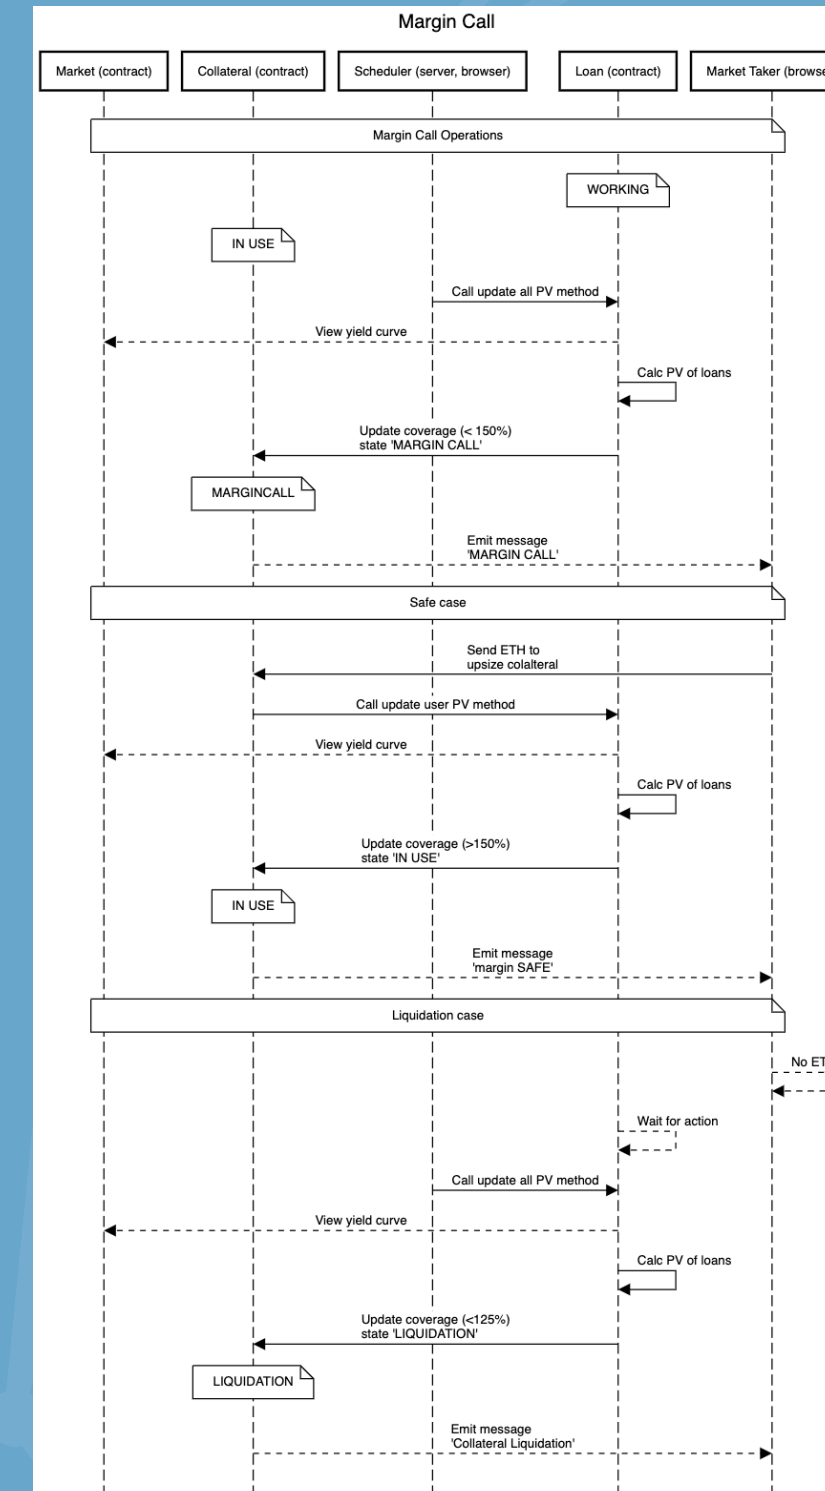 Margin Call
Market (contract)
Collateral (contract)
Scheduler (server, browser)
Loan (contract)
Market Taker (browse
Margin Call Operations
WORKING
IN USE
Call update all PV method
View yield curve
Calc PV of loans
Update coverage (< 150%)
state 'MARGIN CALL'
MARGINCALL
Emit message
'MARGIN CALL'
Safe case
Send ETH to
upsize colalteral
Call update user PV method
View yield curve
Calc PV of loans
Update coverage (>150%)
state 'IN USE'
IN USE
Emit message
'margin SAFE'
Liquidation case
No ET
Wait for action
Call update all PV method
View yield curve
Calc PV of loans
Update coverage (<125%)
state 'LIQUIDATION'
LIQUIDATION
Emit message
'Collateral Liquidation'